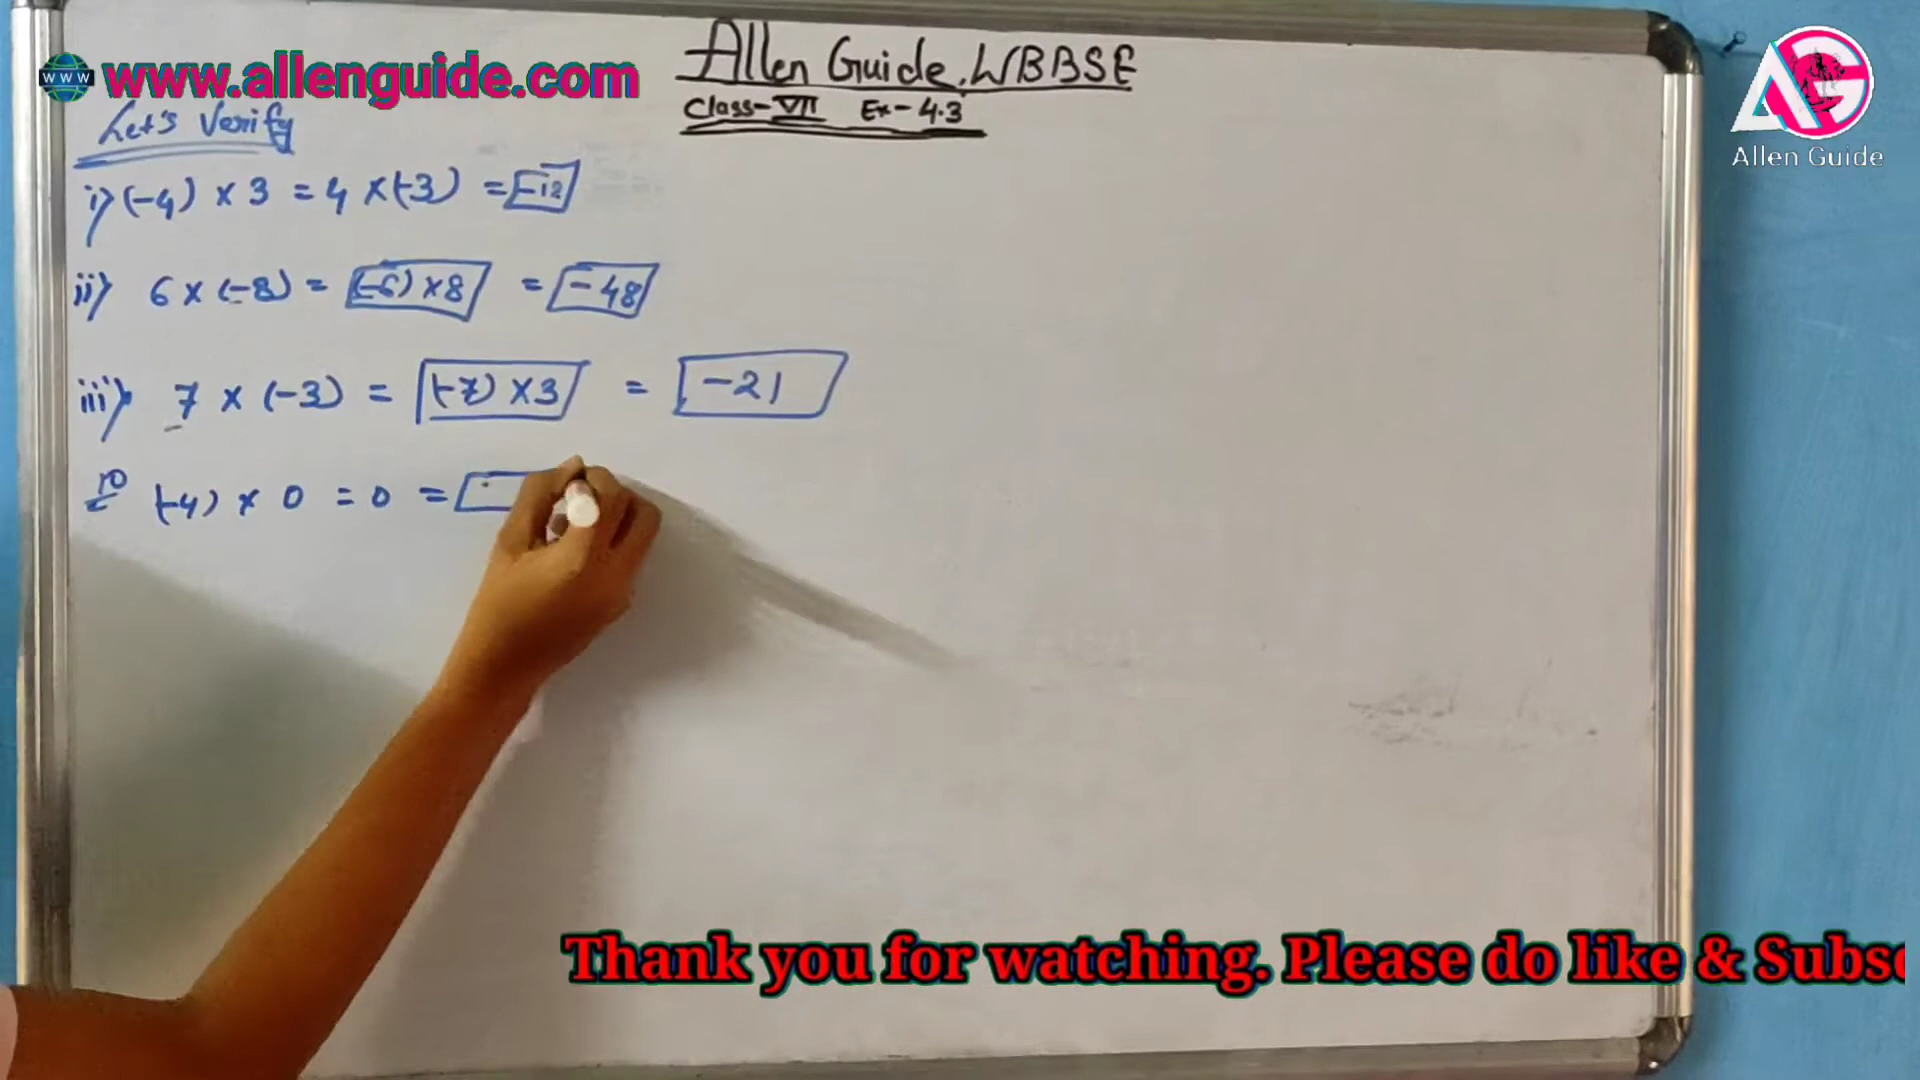 www.allenguide.com
WWW
Allen Guide. WBBSE
Class-VII Ex- 4.3
Allen Guide
Let's Verify
i) (-4) × 3 = 4 × (-3) = -12
ii) 6 × (-8) = (-6) × 8 = -48
iii) 7 × (-3) = (-7) × 3 = -21
(-4) × 0 = 0 =
Thank you for watching. Please do like & Subsc